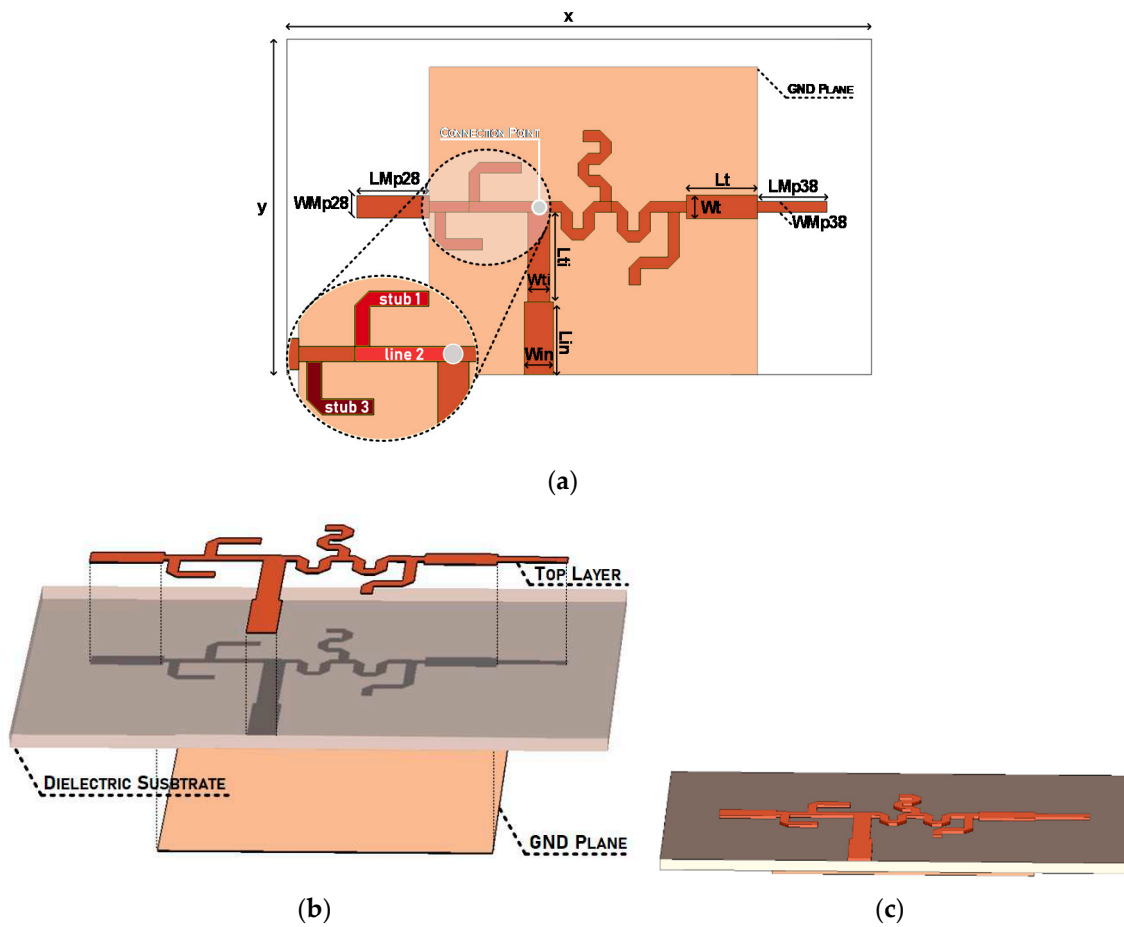 x
GND PLANE
CONNECTION POINT
LMp28
Lt
LMp38
WMp28
Wt
y
WMp38
Lti
Wti
stub 1
Lin
line 2
Win
stub 3
(a)
TOP LAYER
DIELECTRIC SUSBTRATE
GND PLANE
(b)
(c)